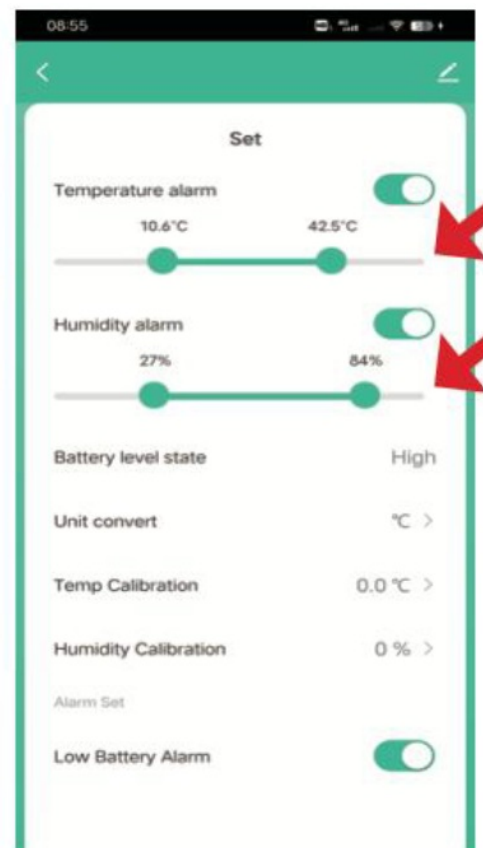 08:55
Set
Temperature alarm
10.6°C 42.5°C
Humidity alarm
27% 84%
Battery level state High
Unit convert °C >
Temp Calibration 0.0 °C >
Humidity Calibration 0 % >
Alarm Set
Low Battery Alarm